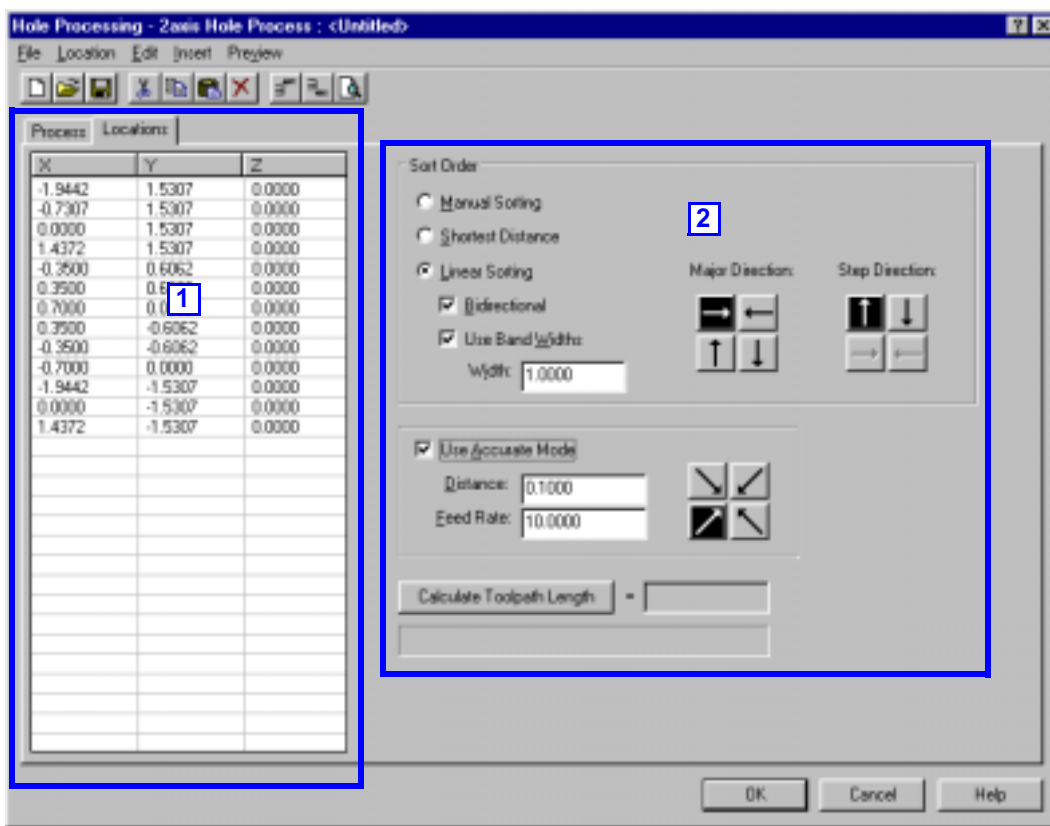 Hole Processing - 2axis Hole Process : <Untitled>
File Location Edit Insert Preview
Process Locations
X Y Z
-1.9442 1.5307 0.0000
-0.7307 1.5307 0.0000
0.0000 1.5307 0.0000
1.4372 1.5307 0.0000
-0.3500 0.6062 0.0000
0.3500 0.0000
0.7000 0.0000
0.3500 -0.6062 0.0000
-0.3500 -0.6062 0.0000
-0.7000 0.0000 0.0000
-1.9442 -1.5307 0.0000
0.0000 -1.5307 0.0000
1.4372 -1.5307 0.0000
1
Sort Order
Manual Sorting
2
Shortest Distance
Linear Sorting
Major Direction: Step Direction:
Bidirectional
Use Band Widths
Width: 1.0000
Use Accurate Mode
Distance: 0.1000
Feed Rate: 10.0000
Calculate Toolpath Length =
OK Cancel Help